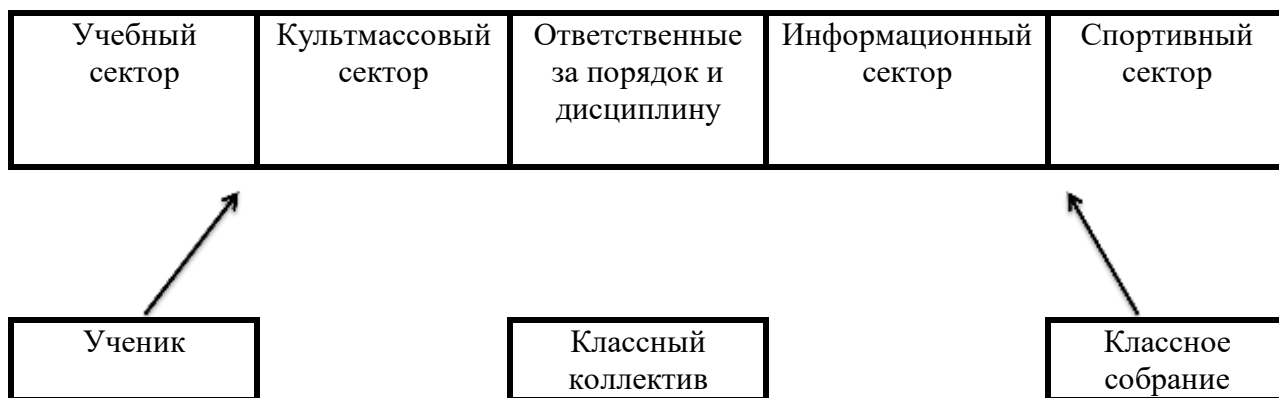 Учебный
сектор
Культмассовый
сектор
Ответственные
за порядок и
дисциплину
Информационный
сектор
Спортивный
сектор
Ученик
Классный
коллектив
Классное
собрание